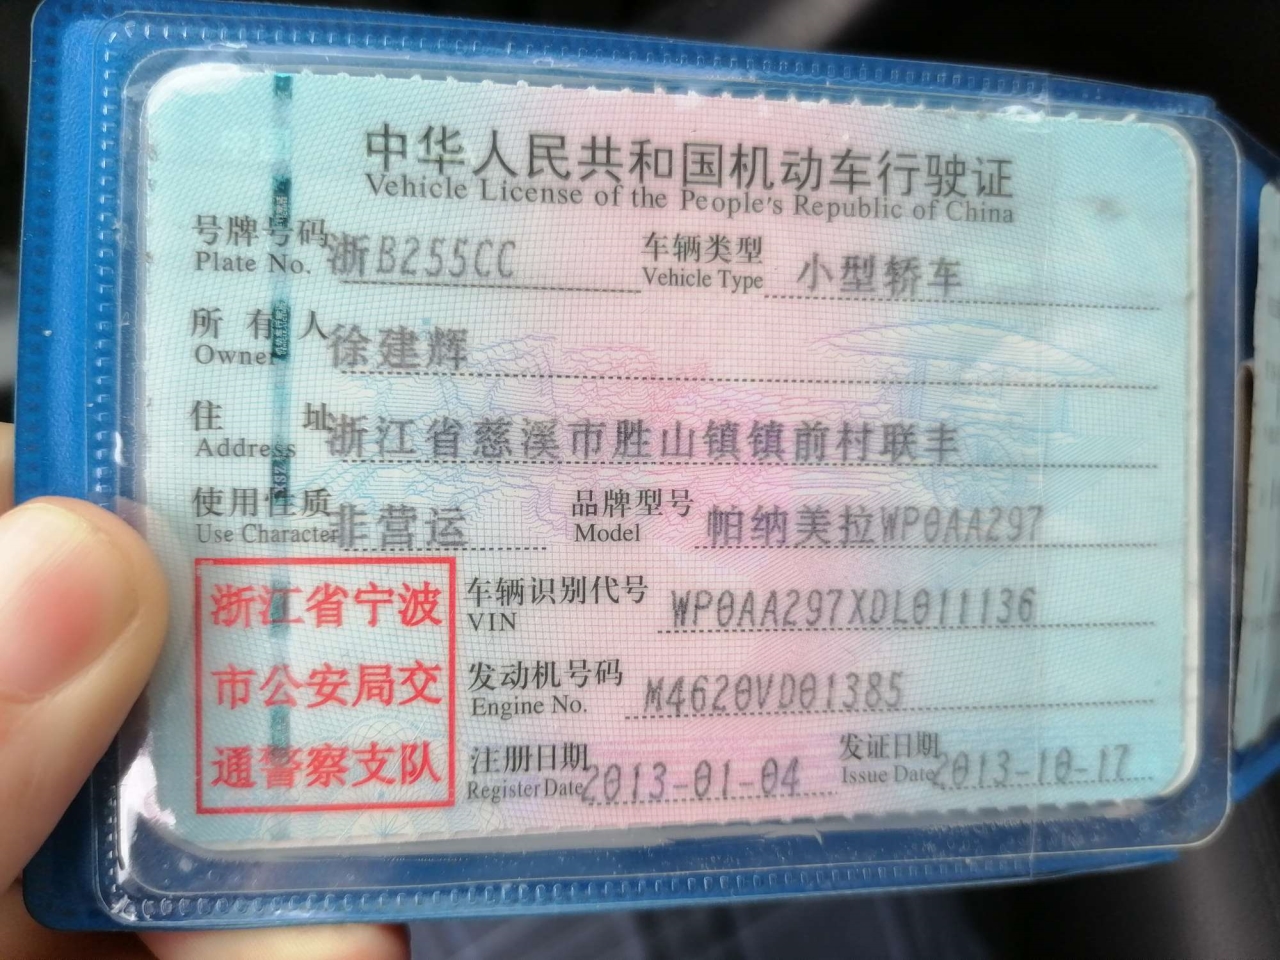 中华人民共和国机动车行驶证
Vehicle License of the People's Republic of China
号牌号码 浙B255CC 车辆类型 小型轿车
Plate No. Vehicle Type
所有人 徐建辉
Owner
住址 浙江省慈溪市胜山镇镇前村联丰
Address
使用性质 非营运 品牌型号 帕纳美拉WP0AA297
Use Character Model
浙江省宁波
市公安局交
通警察支队
车辆识别代号 WP0AA297XDL011136
VIN
发动机号码 M4620VD01385
Engine No.
注册日期 2013-01-04 发证日期 2013-10-17
Register Date Issue Date